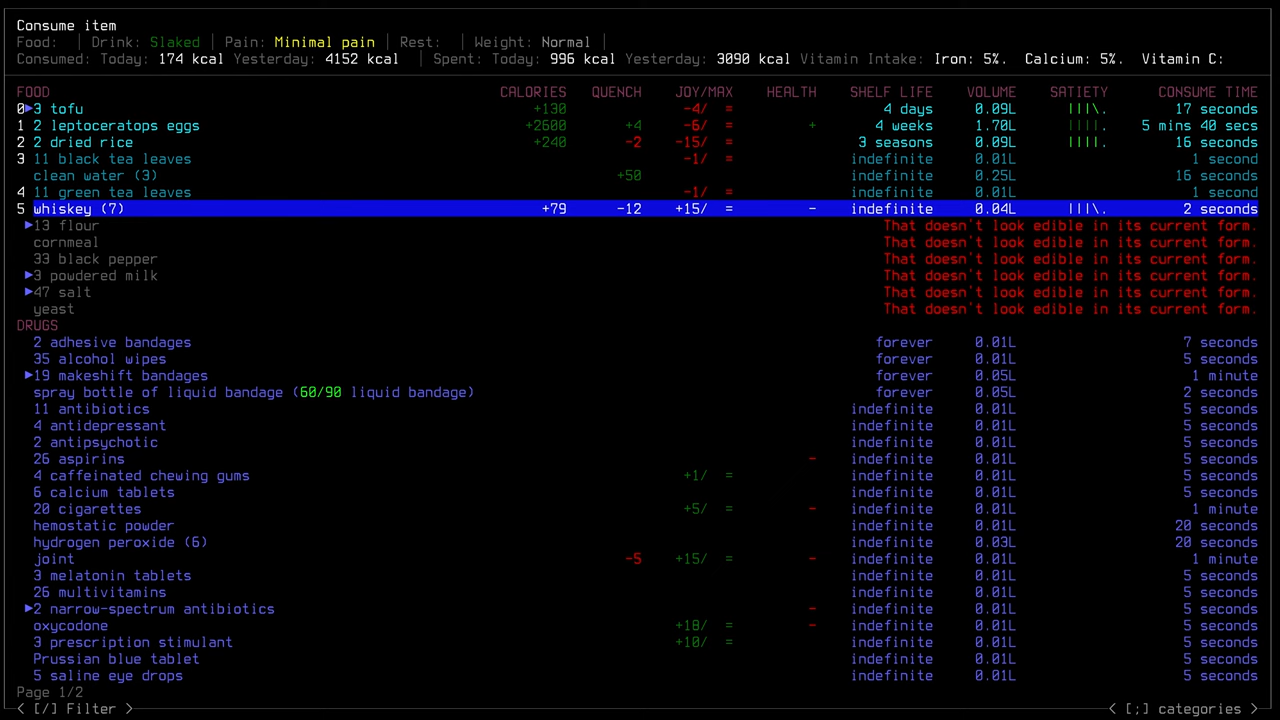 Consume item
Food: | Drink: Slaked | Pain: Minimal pain | Rest: | Weight: Normal |
Consumed: Today: 174 kcal Yesterday: 4152 kcal | Spent: Today: 996 kcal Yesterday: 3090 kcal Vitamin Intake: Iron: 5%. Calcium: 5%. Vitamin C:
FOOD CALORIES QUENCH JOY/MAX HEALTH SHELF LIFE VOLUME SATIETY CONSUME TIME
0▶3 tofu +130 -4/ = 4 days 0.09L |||\. 17 seconds
1 2 leptoceratops eggs +2600 +4 -6/ = + 4 weeks 1.70L ||||. 5 mins 40 secs
2 2 dried rice +240 -2 -15/ = 3 seasons 0.09L ||||. 16 seconds
3 11 black tea leaves -1/ = indefinite 0.01L 1 second
clean water (3) +50 indefinite 0.25L 16 seconds
4 11 green tea leaves -1/ = indefinite 0.01L 1 second
5 whiskey (7) +79 -12 +15/ = - indefinite 0.04L |||\. 2 seconds
▶13 flour That doesn't look edible in its current form.
cornmeal That doesn't look edible in its current form.
33 black pepper That doesn't look edible in its current form.
▶3 powdered milk That doesn't look edible in its current form.
▶47 salt That doesn't look edible in its current form.
yeast That doesn't look edible in its current form.
DRUGS
2 adhesive bandages forever 0.01L 7 seconds
35 alcohol wipes forever 0.01L 5 seconds
▶19 makeshift bandages forever 0.05L 1 minute
spray bottle of liquid bandage (60/90 liquid bandage) forever 0.05L 2 seconds
11 antibiotics indefinite 0.01L 5 seconds
4 antidepressant indefinite 0.01L 5 seconds
2 antipsychotic indefinite 0.01L 5 seconds
26 aspirins - indefinite 0.01L 5 seconds
4 caffeinated chewing gums +1/ = indefinite 0.01L 5 seconds
6 calcium tablets indefinite 0.01L 5 seconds
20 cigarettes +5/ = - indefinite 0.01L 1 minute
hemostatic powder indefinite 0.01L 20 seconds
hydrogen peroxide (6) indefinite 0.03L 20 seconds
joint -5 +15/ = - indefinite 0.01L 1 minute
3 melatonin tablets indefinite 0.01L 5 seconds
26 multivitamins indefinite 0.01L 5 seconds
▶2 narrow-spectrum antibiotics - indefinite 0.01L 5 seconds
oxycodone +18/ = - indefinite 0.01L 5 seconds
3 prescription stimulant +10/ = indefinite 0.01L 5 seconds
Prussian blue tablet indefinite 0.01L 5 seconds
5 saline eye drops indefinite 0.01L 5 seconds
Page 1/2
< [/] Filter > < [;] categories >